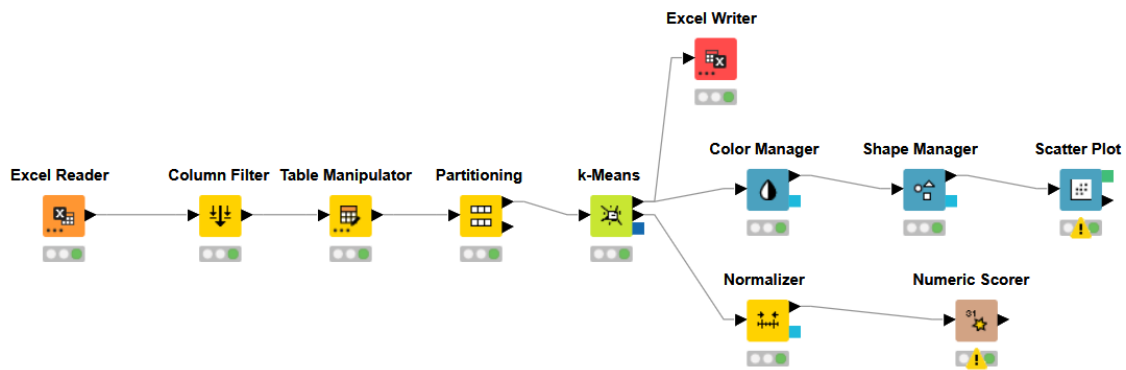 Excel Writer
Color Manager
Shape Manager
Scatter Plot
Excel Reader
Column Filter
Table Manipulator
Partitioning
k-Means
Normalizer
Numeric Scorer
31